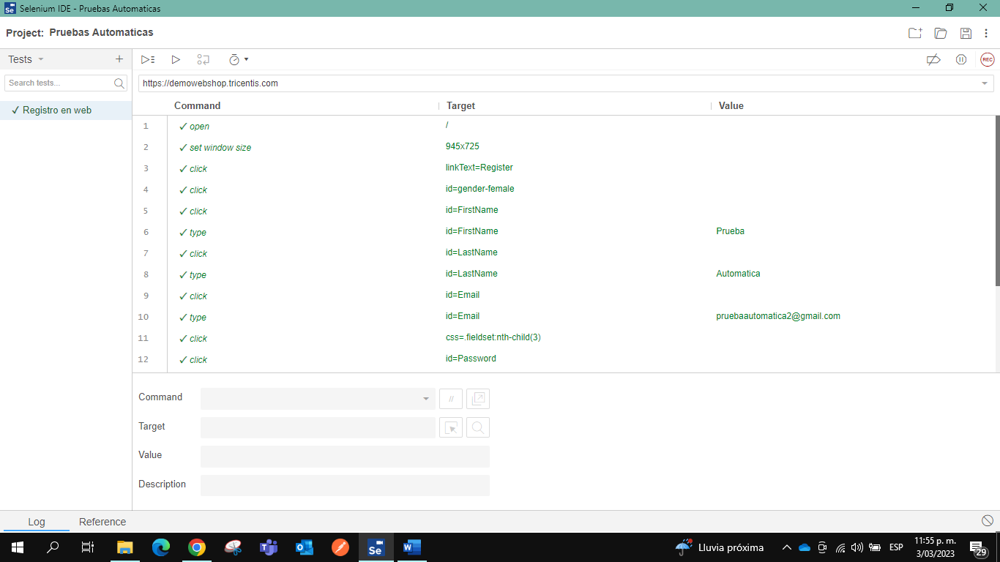 Selenium IDE - Pruebas Automaticas
Project: Pruebas Automaticas
Tests
Search tests...
✓ Registro en web
https://demowebshop.tricentis.com
REC
Command Target Value
1 ✓ open /
2 ✓ set window size 945x725
3 ✓ click linkText=Register
4 ✓ click id=gender-female
5 ✓ click id=FirstName
6 ✓ type id=FirstName Prueba
7 ✓ click id=LastName
8 ✓ type id=LastName Automatica
9 ✓ click id=Email
10 ✓ type id=Email pruebaautomatica2@gmail.com
11 ✓ click css=.fieldset:nth-child(3)
12 ✓ click id=Password
Command //
Target
Value
Description
Log Reference
Lluvia próxima
ESP
11:55 p. m.
3/03/2023
29